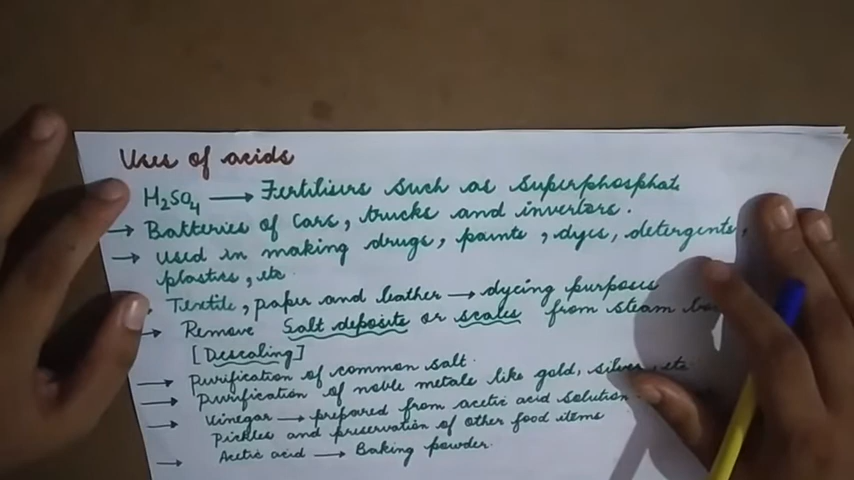 Uses of acids
H2SO4 → Fertilisers such as Superphosphate
→ Batteries of cars, trucks and invertors.
→ used in making drugs, paints, dyes, detergents,
plastics, etc
Textile, paper and leather → dyeing purposes
→ Remove Salt deposits or scales from steam
[Descaling]
→ Purification of common salt.
→ purification of noble metals like gold, silver, etc
→ Vinegar → prepared from acetic acid solution.
Pickles and preservation of other food items
→ Acetic acid → Baking powder.